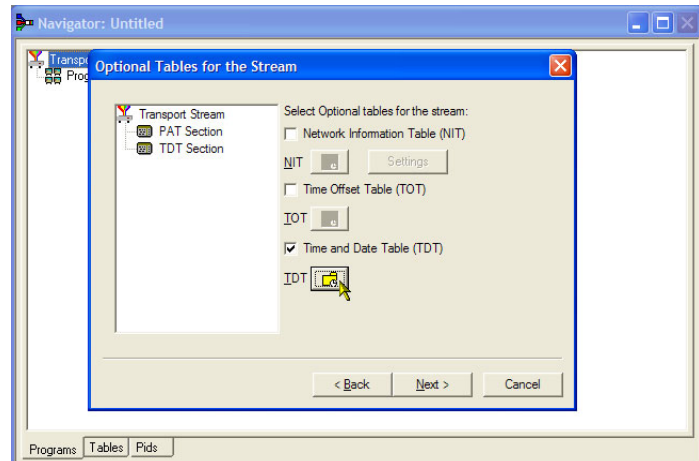 Navigator: Untitled
Transpo
Prog
Optional Tables for the Stream
Transport Stream
PAT Section
TDT Section
Select Optional tables for the stream:
Network Information Table (NIT)
NIT
Settings
Time Offset Table (TOT)
TOT
Time and Date Table (TDT)
TDT
< Back
Next >
Cancel
Programs
Tables
Pids